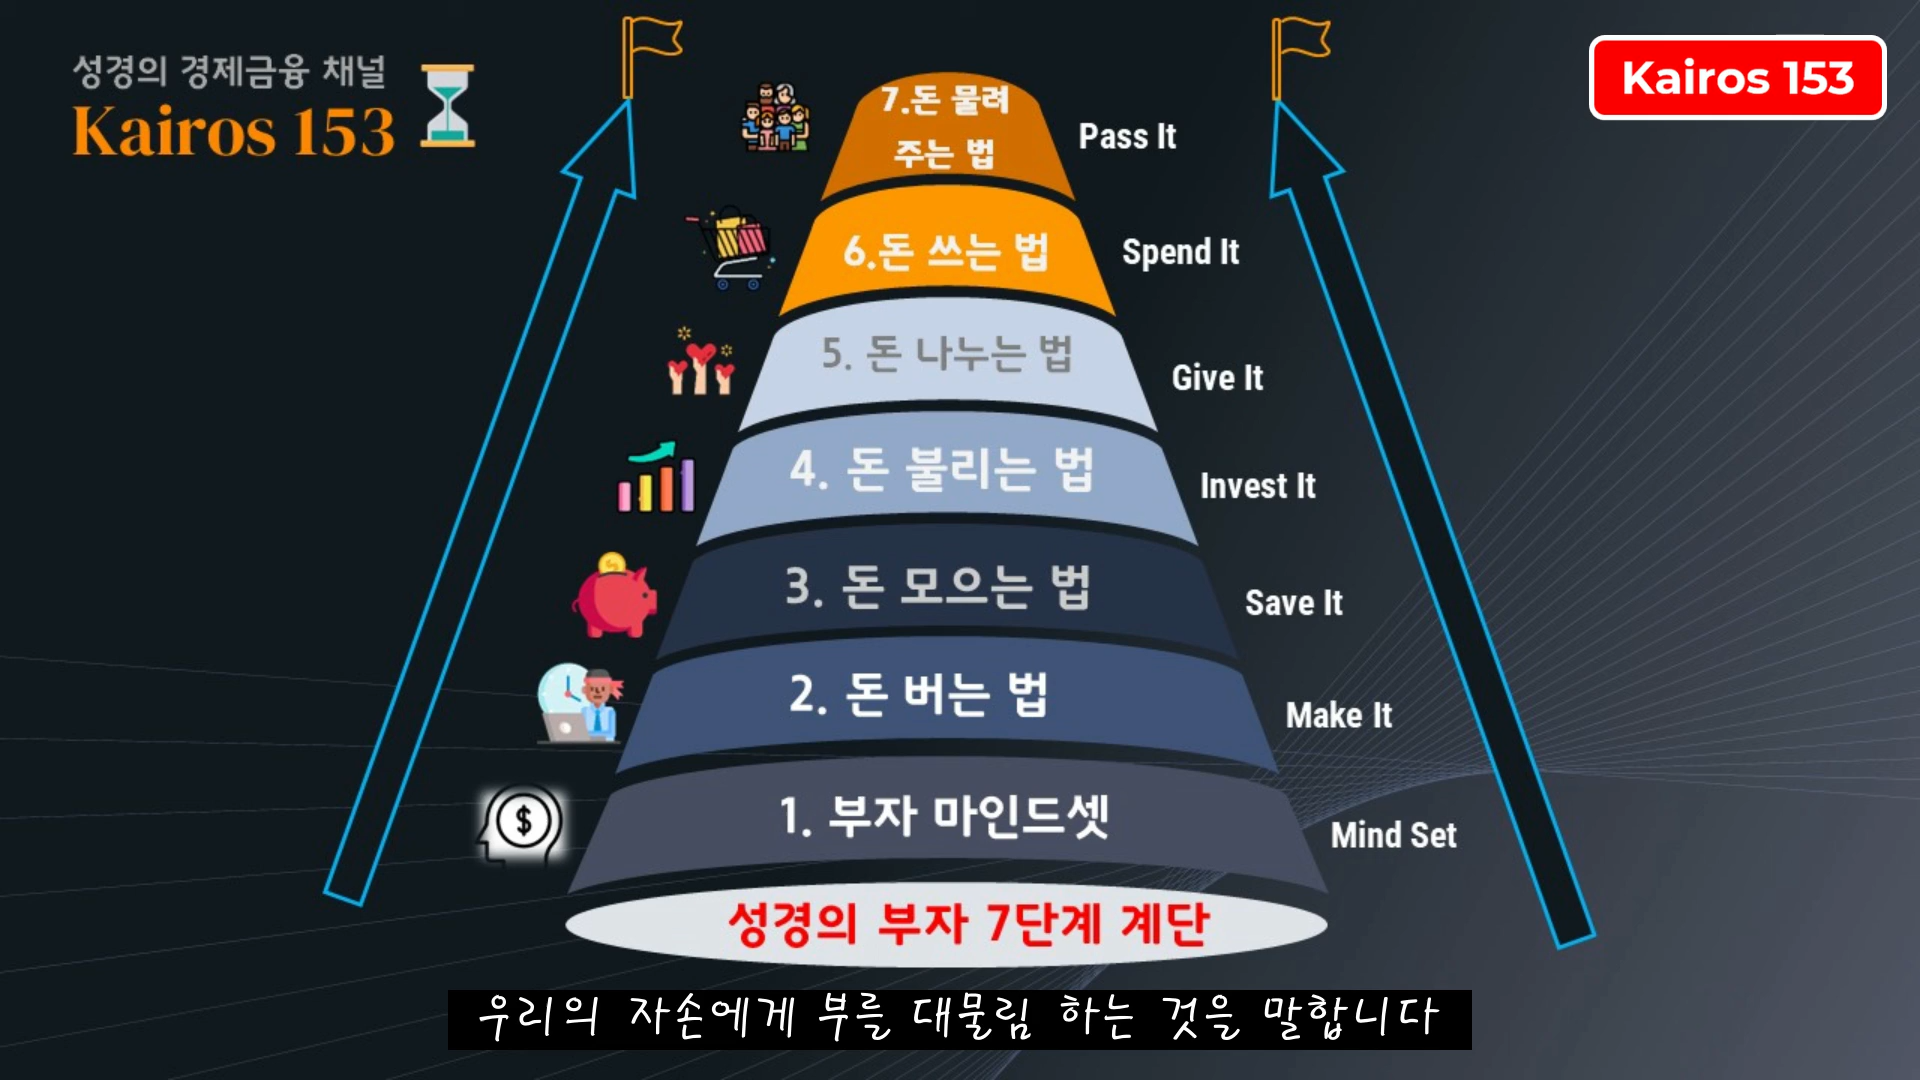 성경의 경제금융 채널
Kairos 153
Kairos 153
7.돈 물려
주는 법
Pass It
6.돈 쓰는 법
Spend It
5. 돈 나누는 법
Give It
4. 돈 불리는 법
Invest It
3. 돈 모으는 법
Save It
2. 돈 버는 법
Make It
$
1. 부자 마인드셋
Mind Set
성경의 부자 7단계 계단
우리의 자손에게 부를 대물림 하는 것을 말합니다